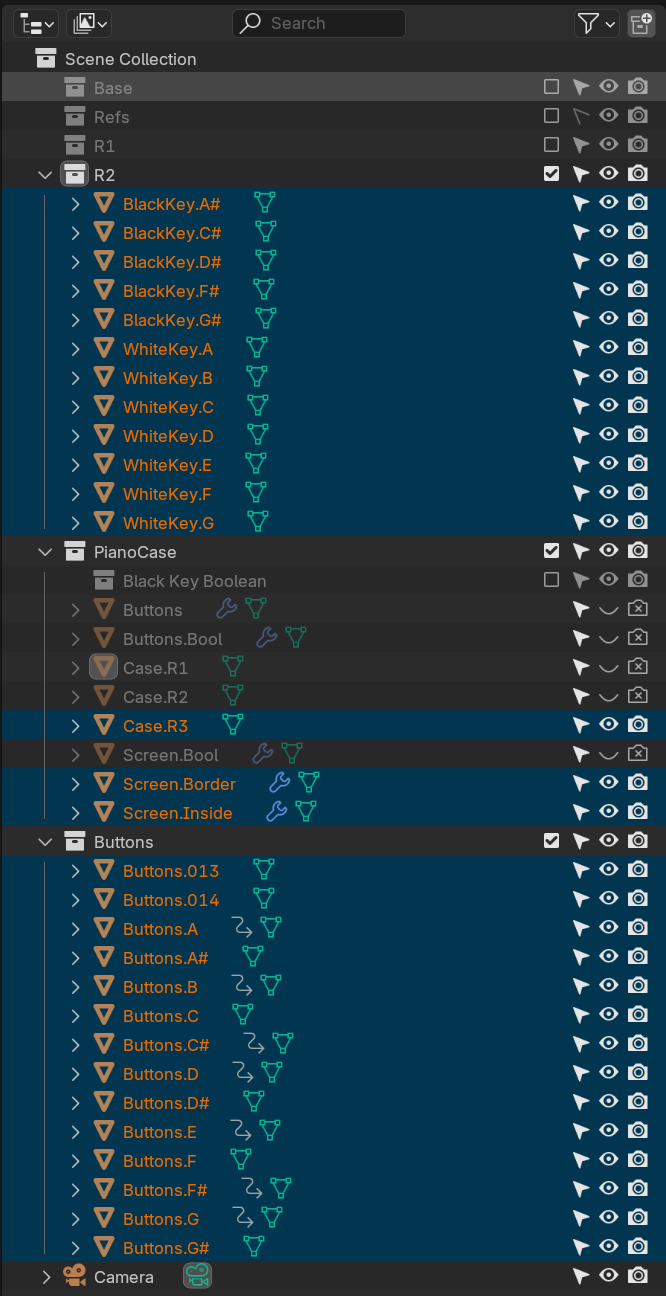 Search
Scene Collection
Base
Refs
R1
R2
BlackKey.A#
BlackKey.C#
BlackKey.D#
BlackKey.F#
BlackKey.G#
WhiteKey.A
WhiteKey.B
WhiteKey.C
WhiteKey.D
WhiteKey.E
WhiteKey.F
WhiteKey.G
PianoCase
Black Key Boolean
Buttons
Buttons.Bool
Case.R1
Case.R2
Case.R3
Screen.Bool
Screen.Border
Screen.Inside
Buttons
Buttons.013
Buttons.014
Buttons.A
Buttons.A#
Buttons.B
Buttons.C
Buttons.C#
Buttons.D
Buttons.D#
Buttons.E
Buttons.F
Buttons.F#
Buttons.G
Buttons.G#
Camera